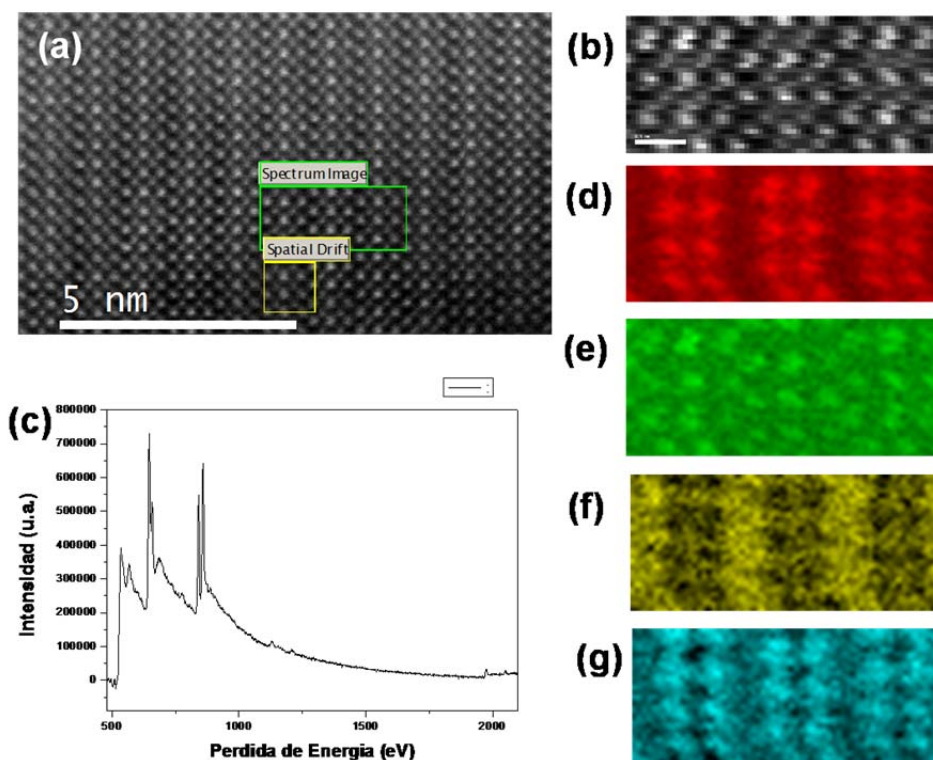 (a)
Spectrum Image
Spatial Drift
5 nm
(b)
(c)
800000
700000
600000
500000
400000
300000
200000
100000
0
500
1000
1500
2000
Intensidad (u.a.)
Perdida de Energia (eV)
(d)
(e)
(f)
(g)